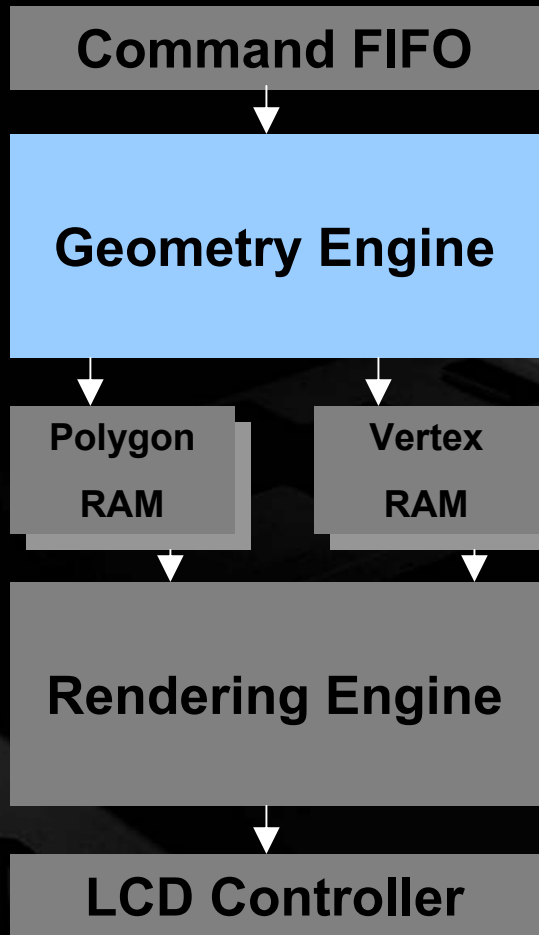 Command FIFO
Geometry Engine
Polygon
RAM
Vertex
RAM
Rendering Engine
LCD Controller